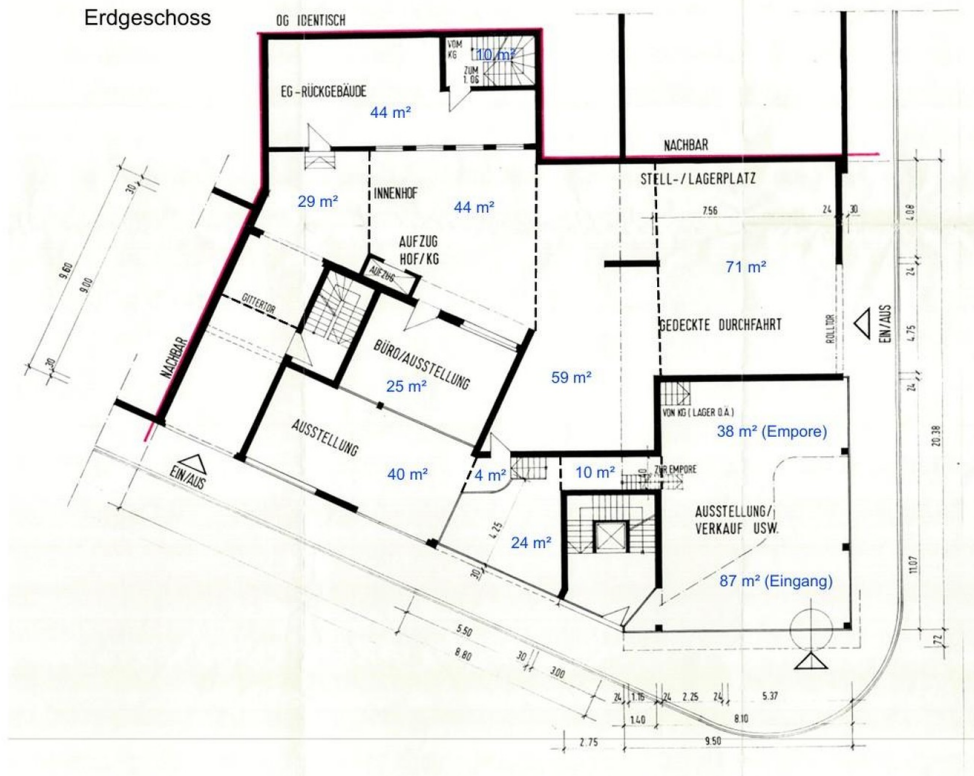 Erdgeschoss
OG IDENTISCH
VOM
KG
10 m²
ZUM
1. OG
EG-RÜCKGEBÄUDE
44 m²
NACHBAR
STELL-/LAGERPLATZ
29 m²
INNENHOF
44 m²
7.56
24
30
4.08
30
AUFZUG
HOF/KG
AUFZUG
71 m²
24
9.60
9.00
GITTERTOR
GEDECKTE DURCHFAHRT
ROLLTOR
EIN/AUS
4.75
30
NACHBAR
BÜRO/AUSSTELLUNG
25 m²
59 m²
24
VON KG (LAGER O.Ä.)
38 m² (Empore)
20.38
AUSSTELLUNG
40 m²
4 m²
10 m²
ZUR EMPORE
EIN/AUS
AUSSTELLUNG/
VERKAUF USW.
4.25
24 m²
30
87 m² (Eingang)
11.07
5.50
8.80
30
3.00
72
24
1.16
24
2.25
24
5.37
1.40
8.10
2.75
9.50